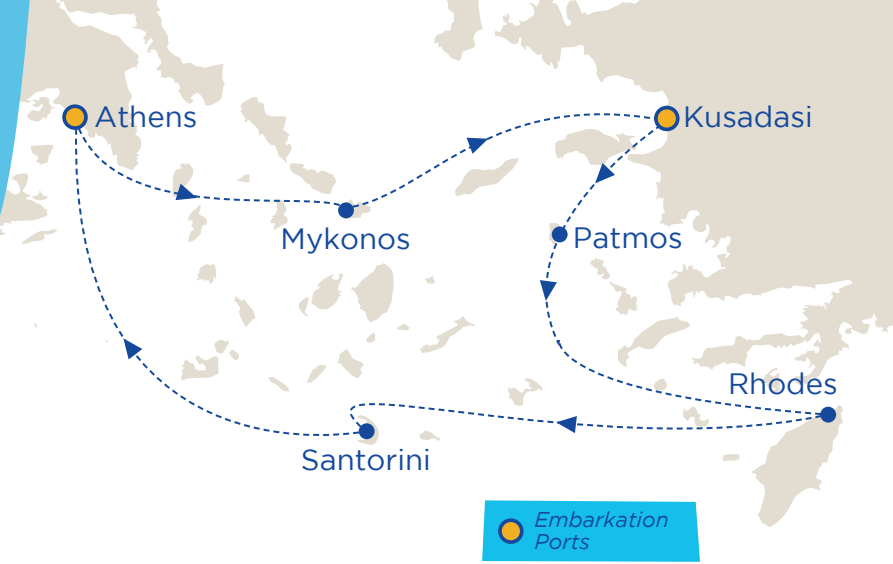 Athens
Kusadasi
Mykonos
Patmos
Rhodes
Santorini
Embarkation
Ports